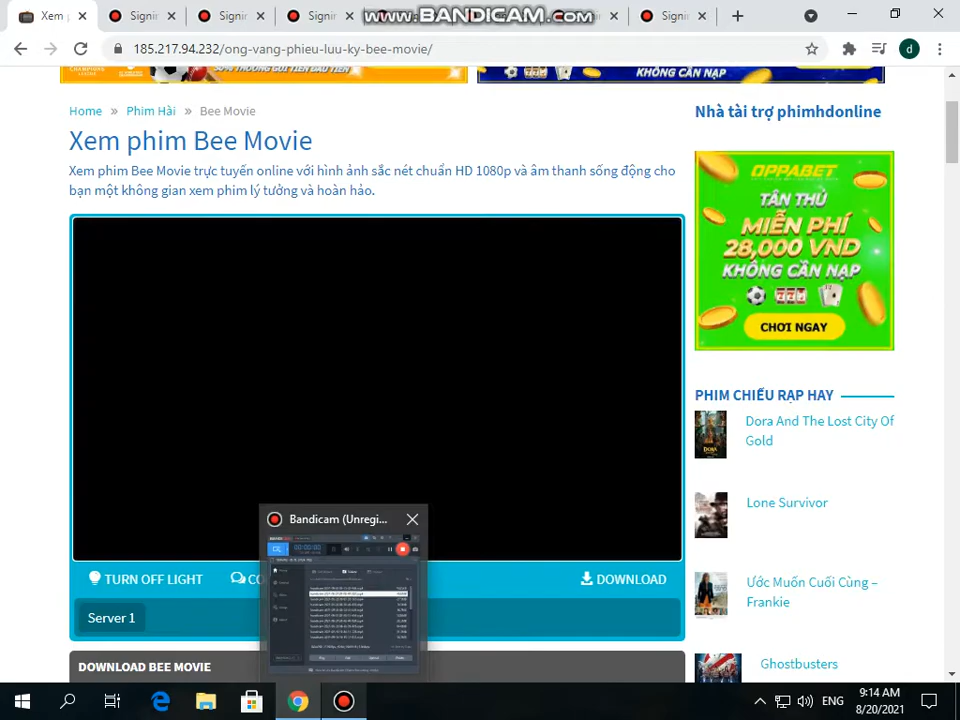 Xem p
Signin
Signin
Signin
Signin
WWW.BANDICAM.COM
185.217.94.232/ong-vang-phieu-luu-ky-bee-movie/
d
KHÔNG CẦN NẠP
Home » Phim Hài » Bee Movie
Xem phim Bee Movie
Xem phim Bee Movie trực tuyến online với hình ảnh sắc nét chuẩn HD 1080p và âm thanh sống động cho
bạn một không gian xem phim lý tưởng và hoàn hảo.
Nhà tài trợ phimhdonline
OPPABET
TÂN THỦ
MIỄN PHÍ
28,000 VND
KHÔNG CẦN NẠP
CHƠI NGAY
PHIM CHIẾU RẠP HAY
Dora And The Lost City Of
Gold
Lone Survivor
Ước Muốn Cuối Cùng –
Frankie
Ghostbusters
Bandicam (Unregi...
TURN OFF LIGHT
CO
DOWNLOAD
Server 1
DOWNLOAD BEE MOVIE
ENG
9:14 AM
8/20/2021